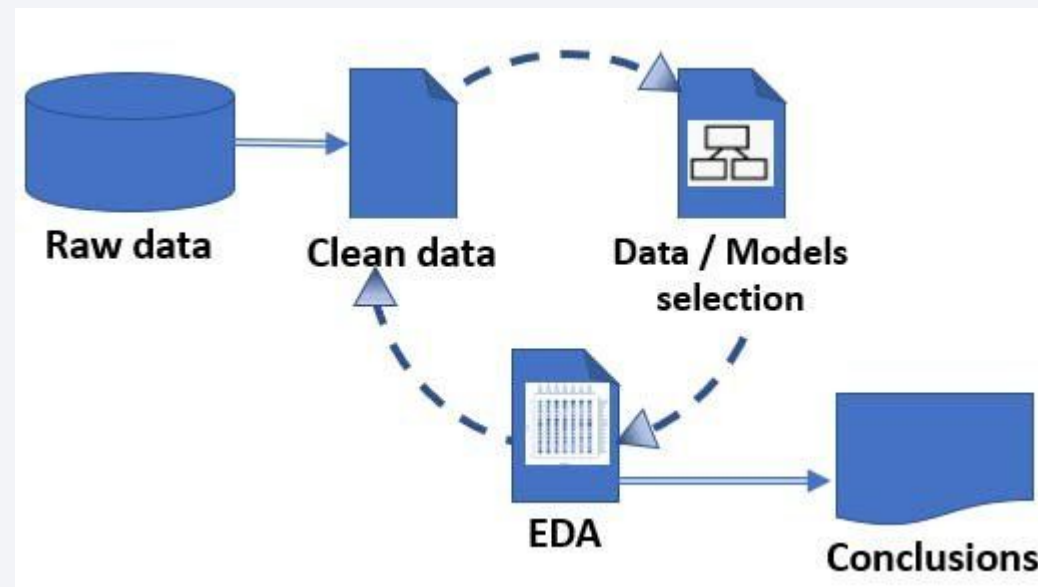 Raw data
Clean data
Data / Models
selection
EDA
Conclusions